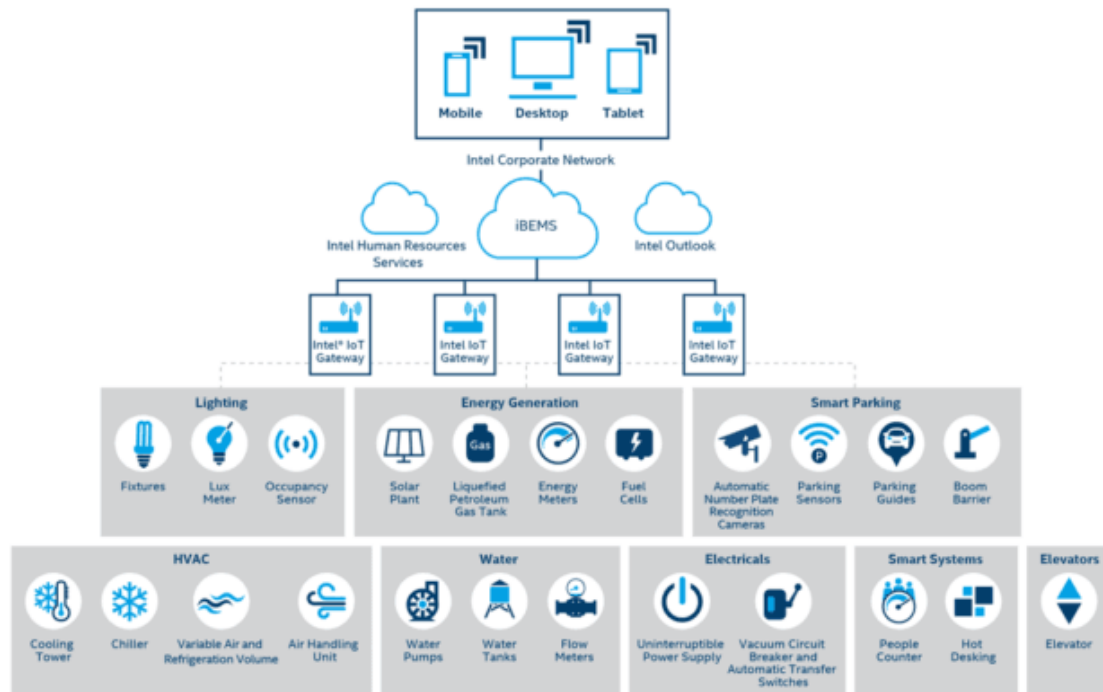 Mobile
Desktop
Tablet
Intel Corporate Network
iBEMS
Intel Human Resources
Services
Intel Outlook
Intel® IoT
Gateway
Intel IoT
Gateway
Intel IoT
Gateway
Intel IoT
Gateway
Lighting
Fixtures
Lux
Meter
Occupancy
Sensor
Energy Generation
Solar
Plant
Gas
Liquefied
Petroleum
Gas Tank
Energy
Meters
Fuel
Cells
Smart Parking
Automatic
Number Plate
Recognition
Cameras
P
Parking
Sensors
Parking
Guides
Boom
Barrier
HVAC
Cooling
Tower
Chiller
Variable Air and
Refrigeration Volume
Air Handling
Unit
Water
Water
Pumps
Water
Tanks
Flow
Meters
Electricals
Uninterruptible
Power Supply
Vacuum Circuit
Breaker and
Automatic Transfer
Switches
Smart Systems
People
Counter
Hot
Desking
Elevators
Elevator